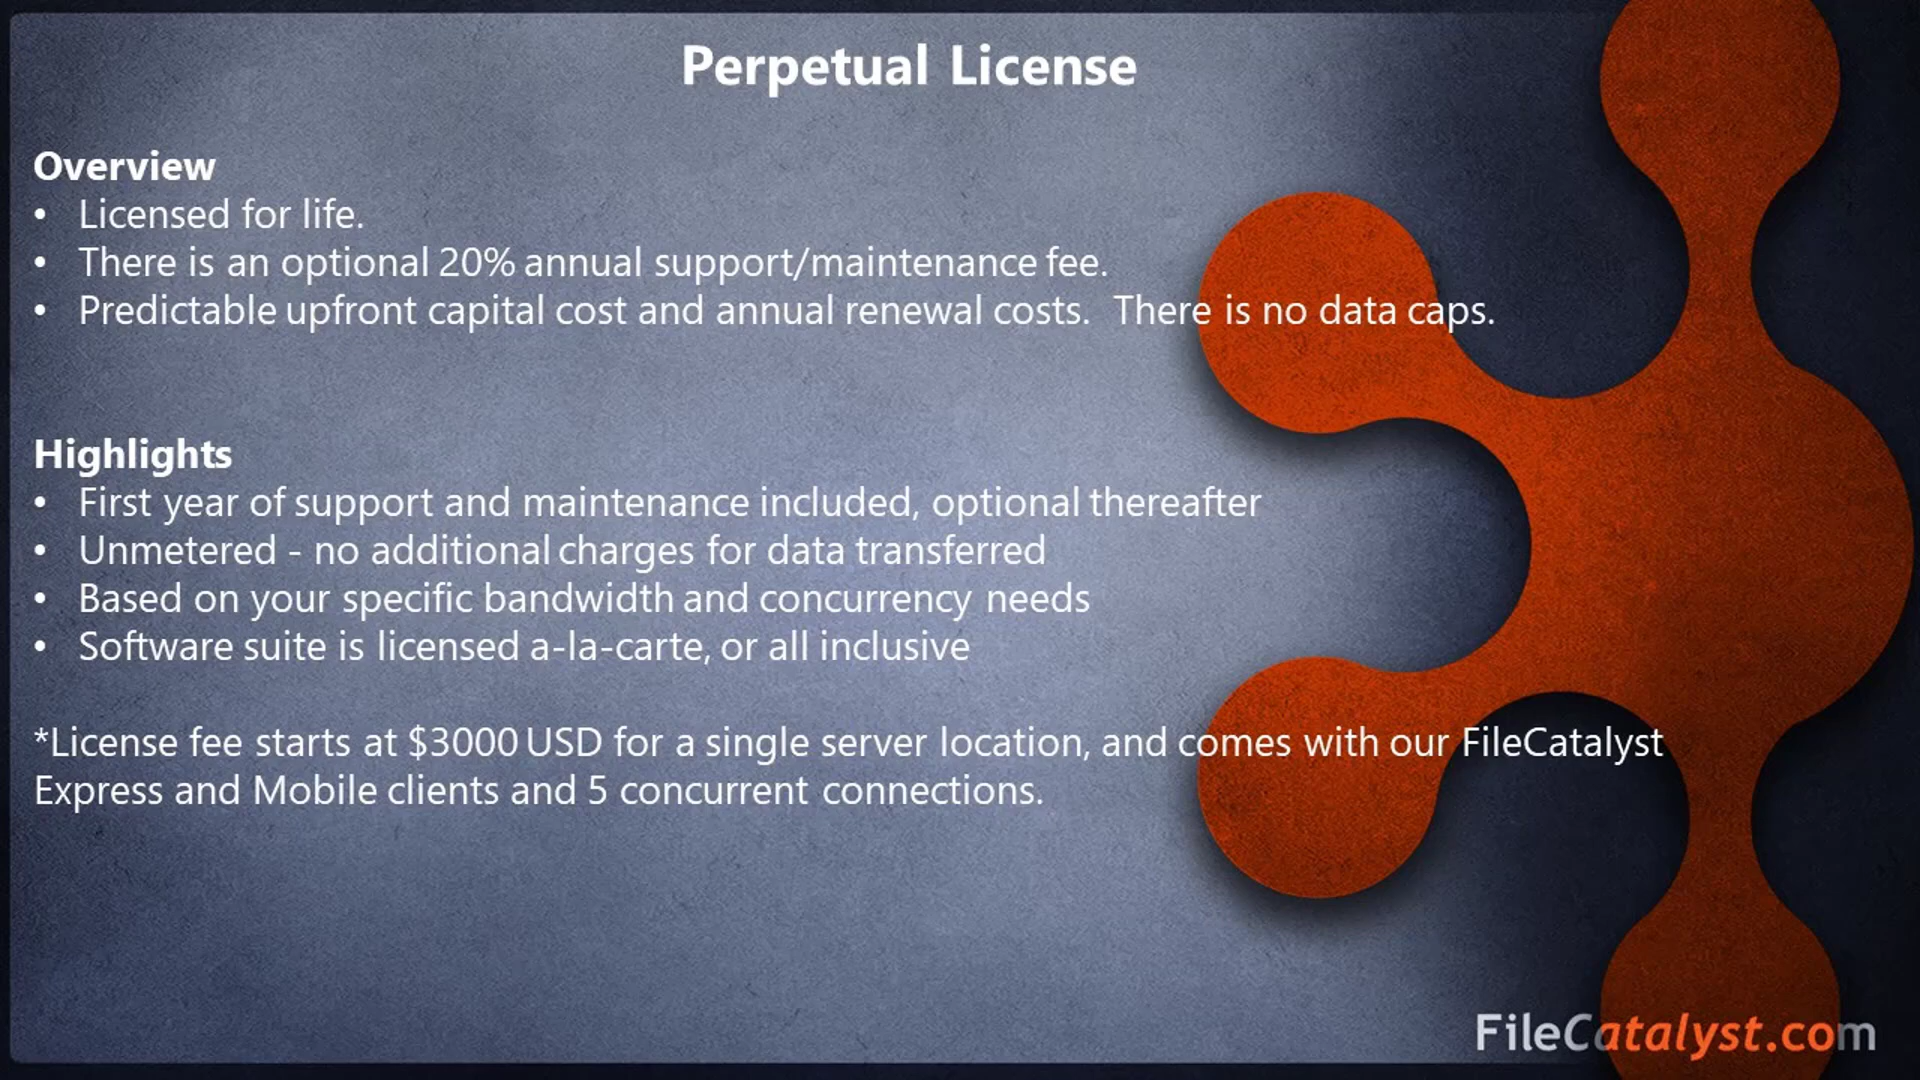 Perpetual License
Overview
• Licensed for life.
• There is an optional 20% annual support/maintenance fee.
• Predictable upfront capital cost and annual renewal costs.  There is no data caps.
Highlights
• First year of support and maintenance included, optional thereafter
• Unmetered - no additional charges for data transferred
• Based on your specific bandwidth and concurrency needs
• Software suite is licensed a-la-carte, or all inclusive
*License fee starts at $3000 USD for a single server location, and comes with our FileCatalyst
Express and Mobile clients and 5 concurrent connections.
FileCatalyst.com